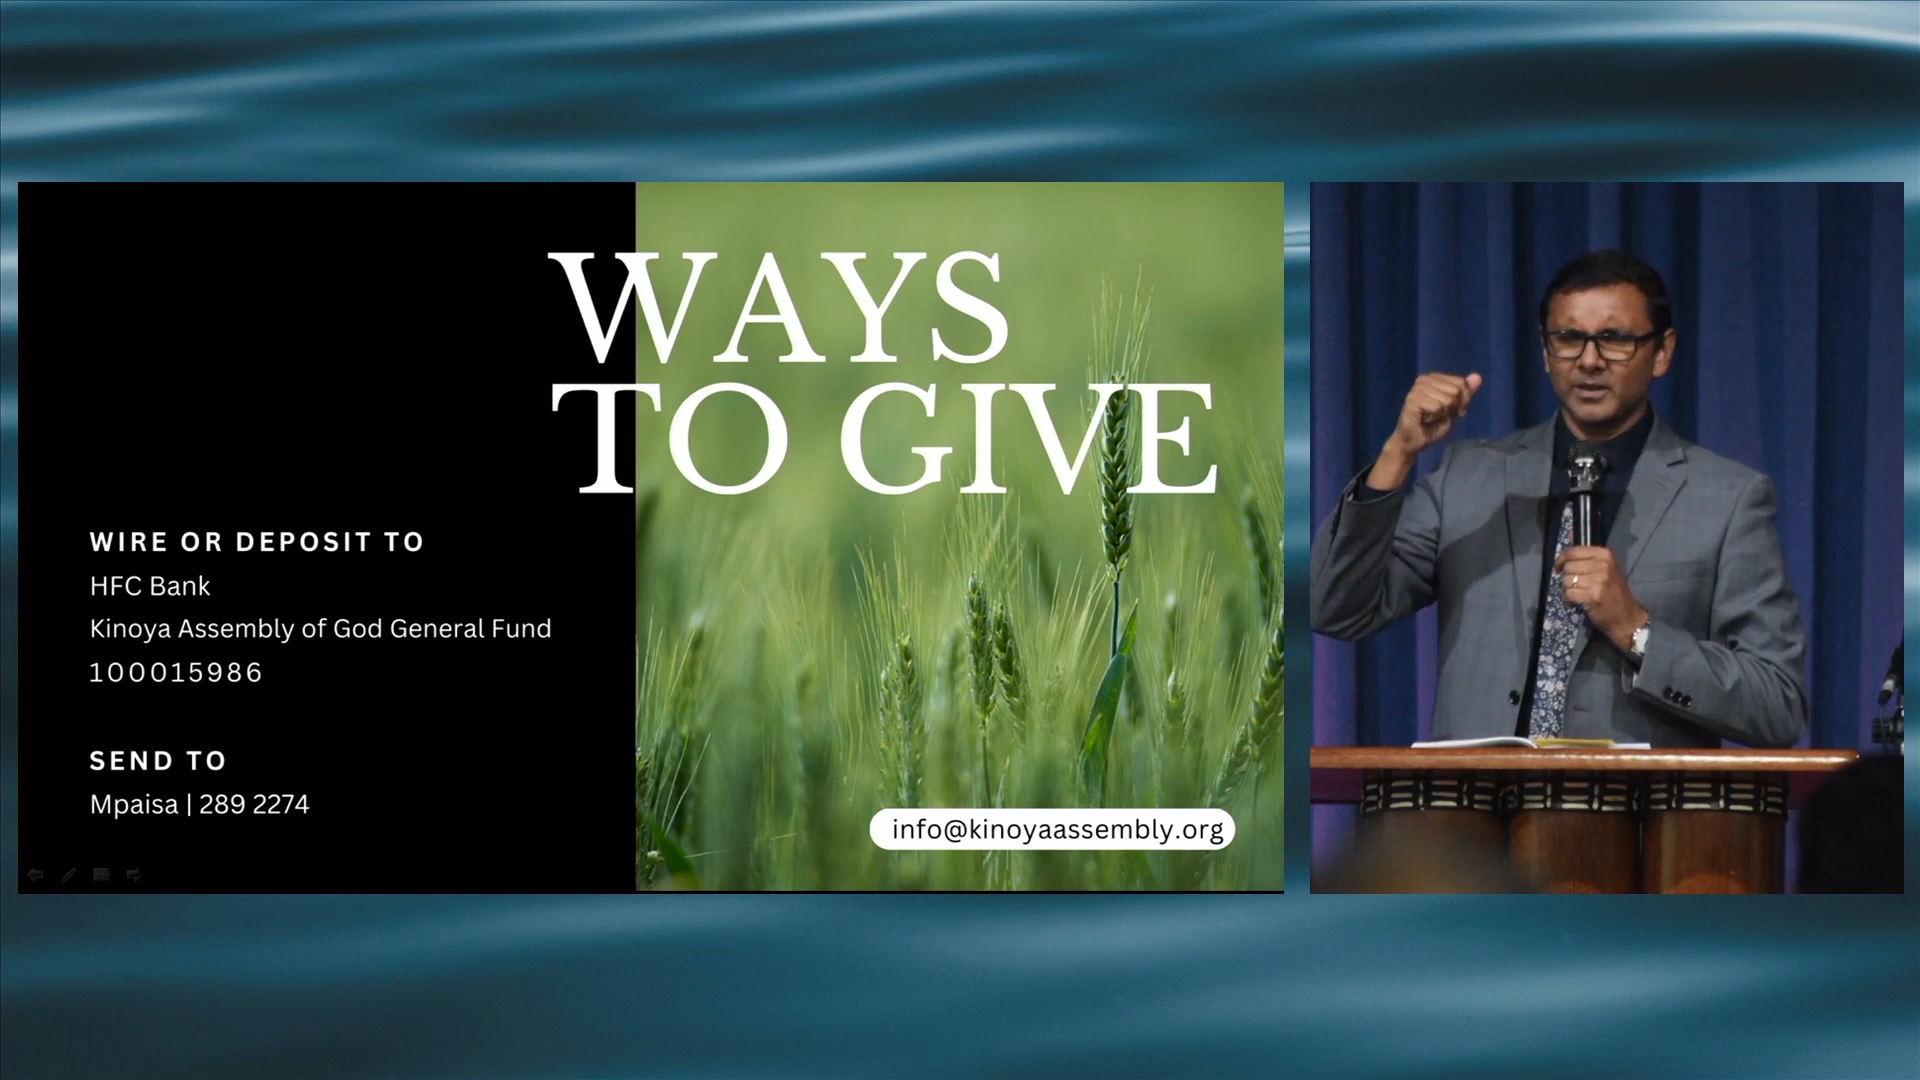 WAYS
TO GIVE
WIRE OR DEPOSIT TO
HFC Bank
Kinoya Assembly of God General Fund
100015986
SEND TO
Mpaisa | 289 2274
info@kinoyaassembly.org